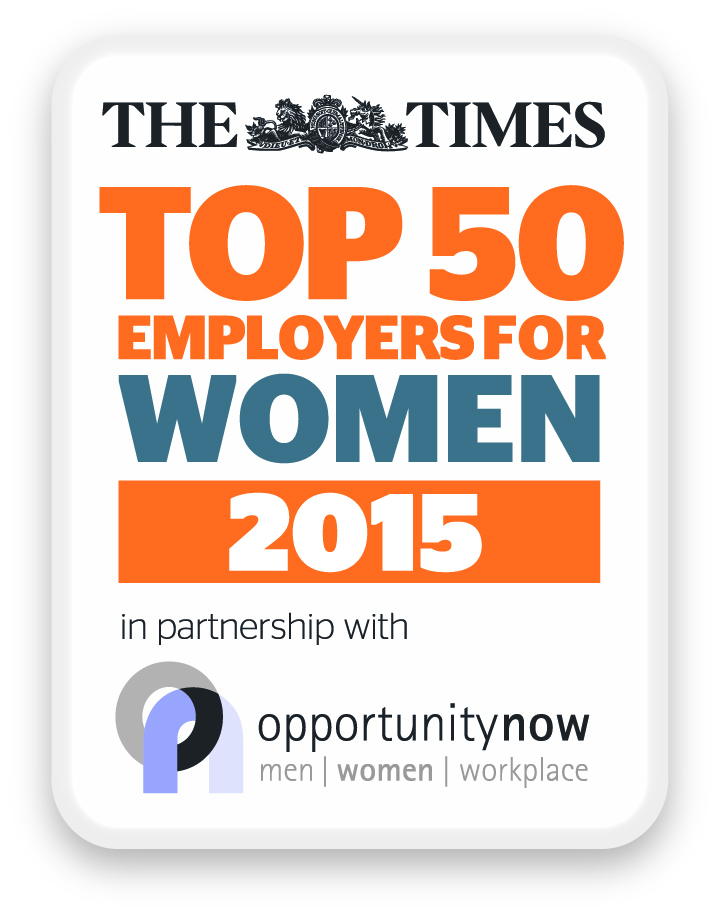 THE TIMES
TOP 50
EMPLOYERS FOR
WOMEN
2015
in partnership with
opportunitynow
men | women | workplace